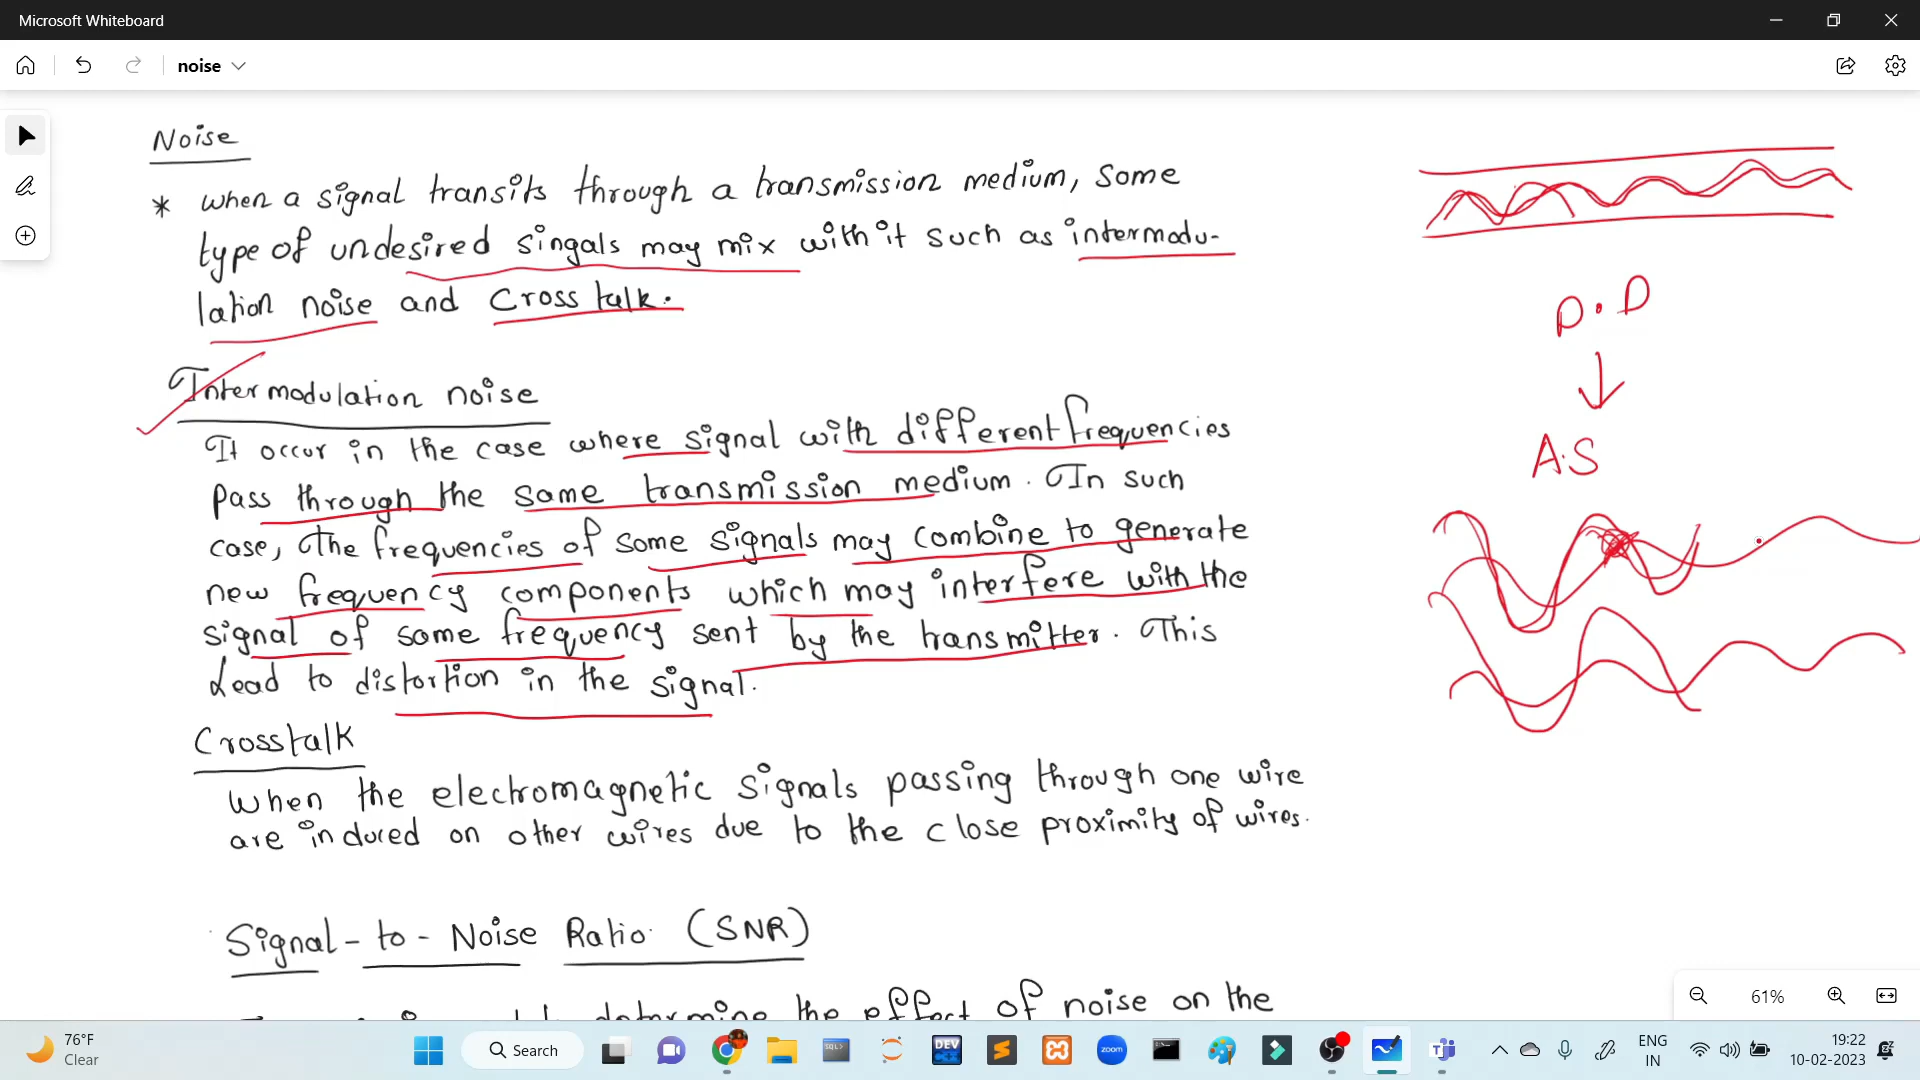 Microsoft Whiteboard
noise
Noise
* when a signal transits through a transmission medium, some
type of undesired singals may mix with it such as intermodu-
lation noise and Cross talk.
Intermodulation noise
It occur in the case where signal with different frequencies
pass through the same transmission medium. In such
case, The frequencies of some signals may combine to generate
new frequency components which may interfere with the
signal of same frequency sent by the transmitter. This
Lead to distortion in the signal.
Crosstalk
When the electromagnetic signals passing through one wire
are induced on other wires due to the close proximity of wires.
Signal-to-Noise Ratio (SNR)
determine the effect of noise on the
D.D
A.S
61%
76°F
Clear
Search
SQL>
DEV
C++
zoom
ENG
IN
19:22
10-02-2023